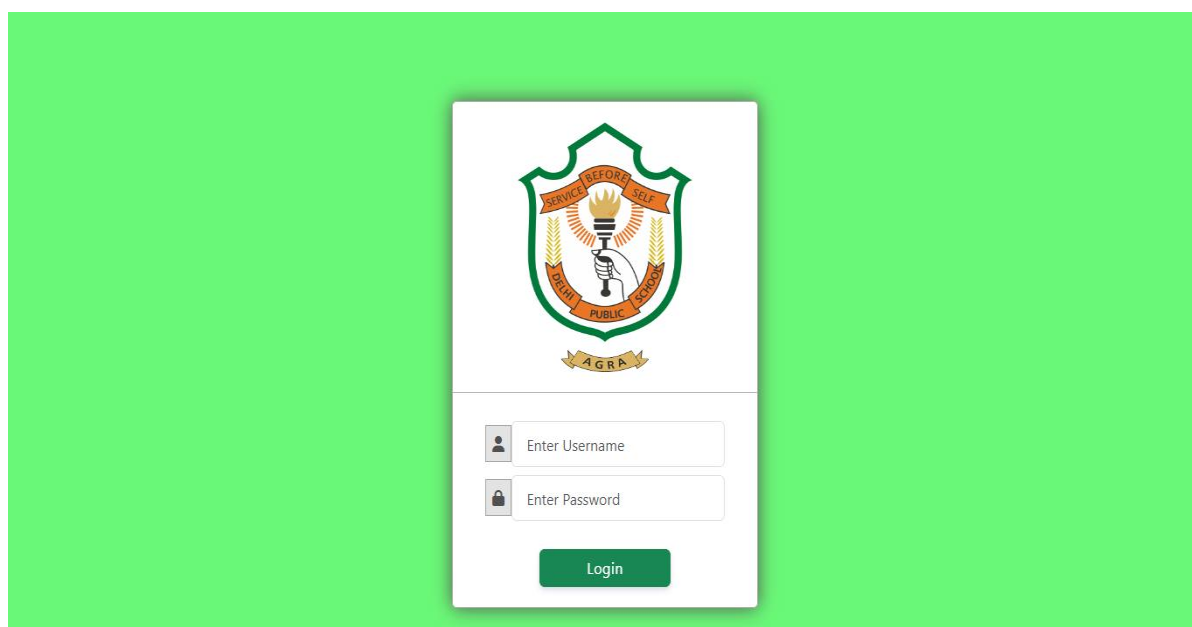 SERVICE BEFORE SELF
DELHI PUBLIC SCHOOL
AGRA
Enter Username
Enter Password
Login